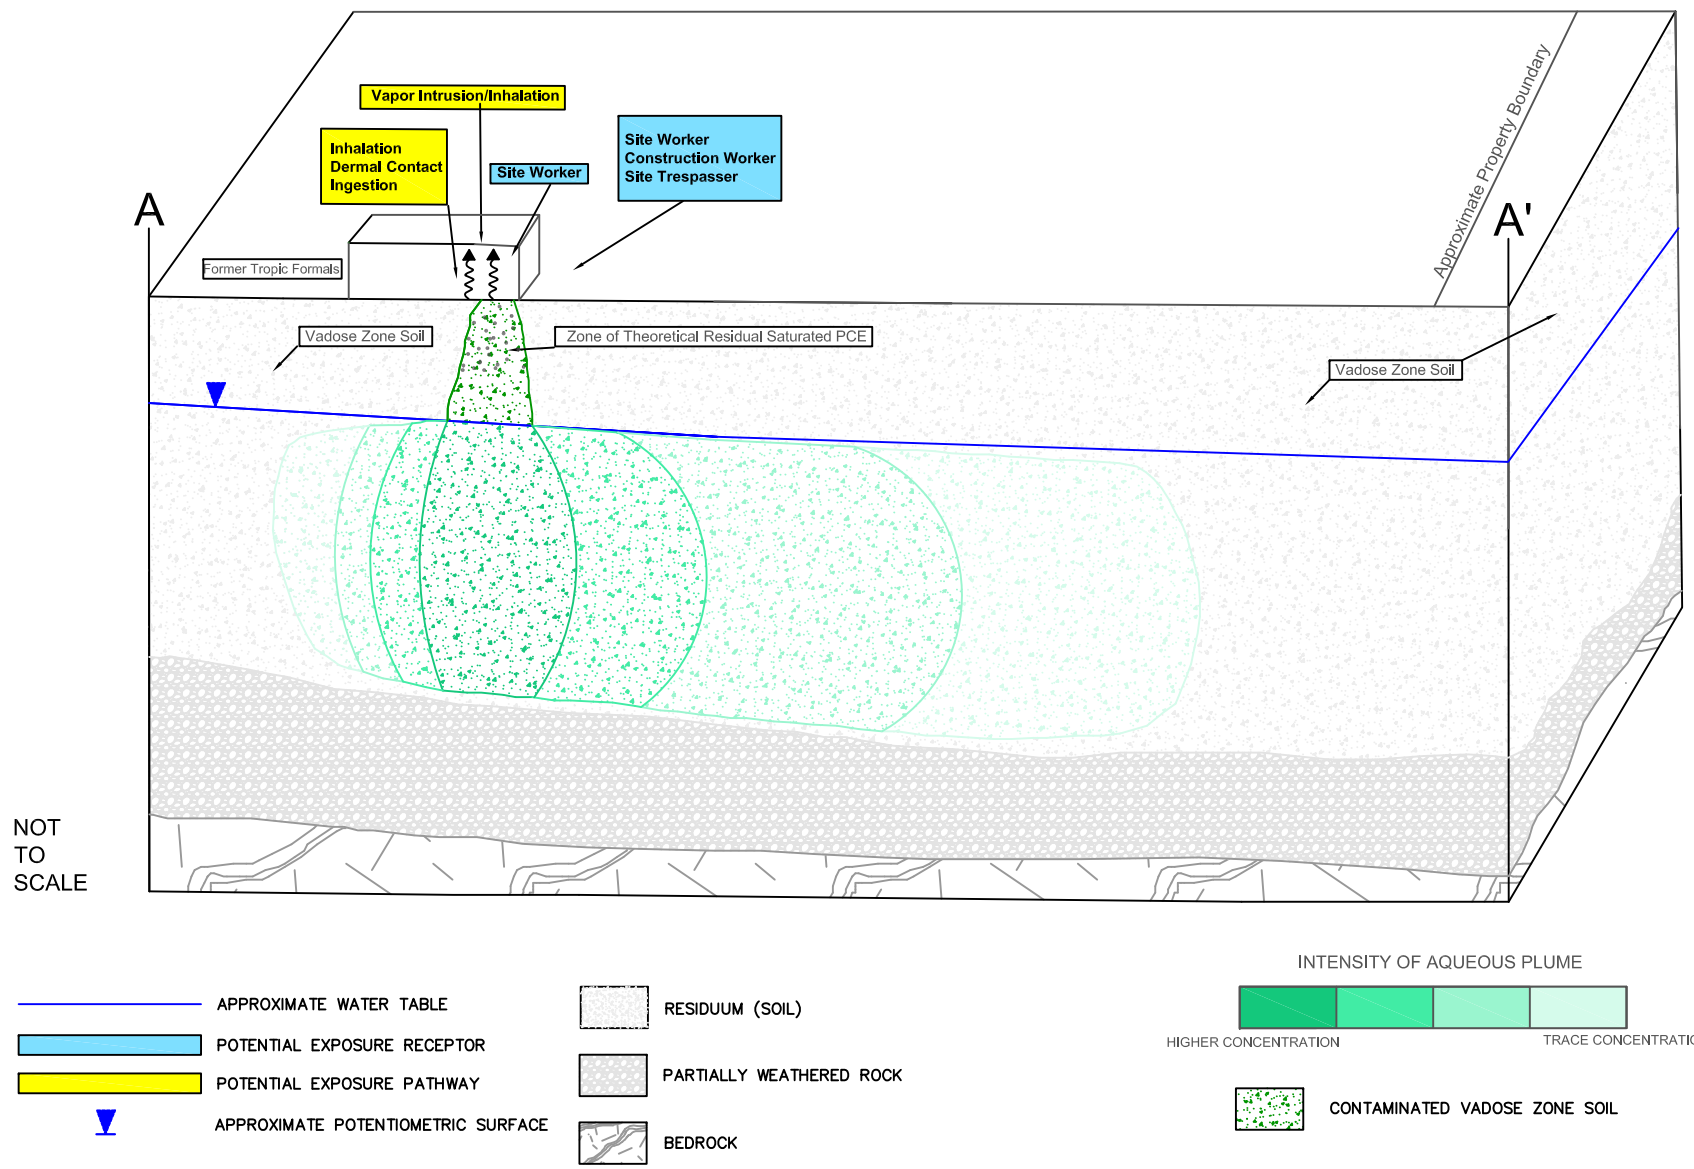 Vapor Intrusion/Inhalation
Inhalation
Dermal Contact
Ingestion
Site Worker
Site Worker
Construction Worker
Site Trespasser
Approximate Property Boundary
A
A'
Former Tropic Formals
Vadose Zone Soil
Zone of Theoretical Residual Saturated PCE
Vadose Zone Soil
NOT
TO
SCALE
INTENSITY OF AQUEOUS PLUME
HIGHER CONCENTRATION
TRACE CONCENTRATI
APPROXIMATE WATER TABLE
POTENTIAL EXPOSURE RECEPTOR
POTENTIAL EXPOSURE PATHWAY
APPROXIMATE POTENTIOMETRIC SURFACE
RESIDUUM (SOIL)
PARTIALLY WEATHERED ROCK
BEDROCK
CONTAMINATED VADOSE ZONE SOIL